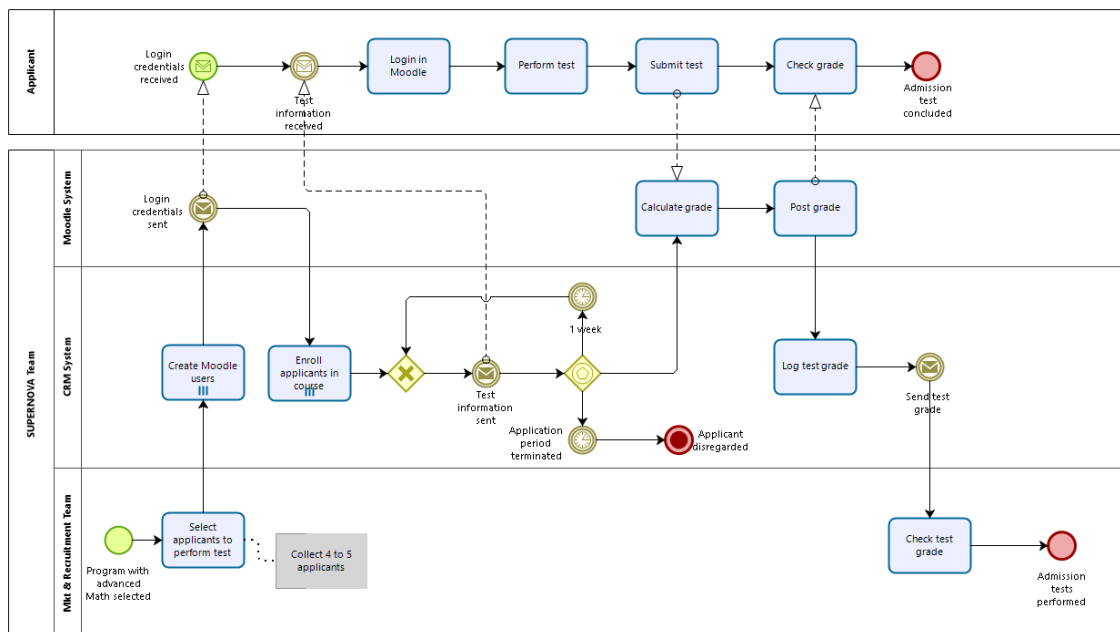 Applicant
Login
credentials
received
Test
information
received
Login in
Moodle
Perform test
Submit test
Check grade
Admission
test
concluded
SUPERNOVA Team
Moodle System
Login
credentials
sent
Calculate grade
Post grade
CRM System
Create Moodle
users
Enroll
applicants in
course
Test
information
sent
1 week
Application
period
terminated
Applicant
disregarded
Log test grade
Send test
grade
Mkt & Recruitment Team
Program with
advanced
Math selected
Select
applicants to
perform test
Collect 4 to 5
applicants
Check test
grade
Admission
tests
performed